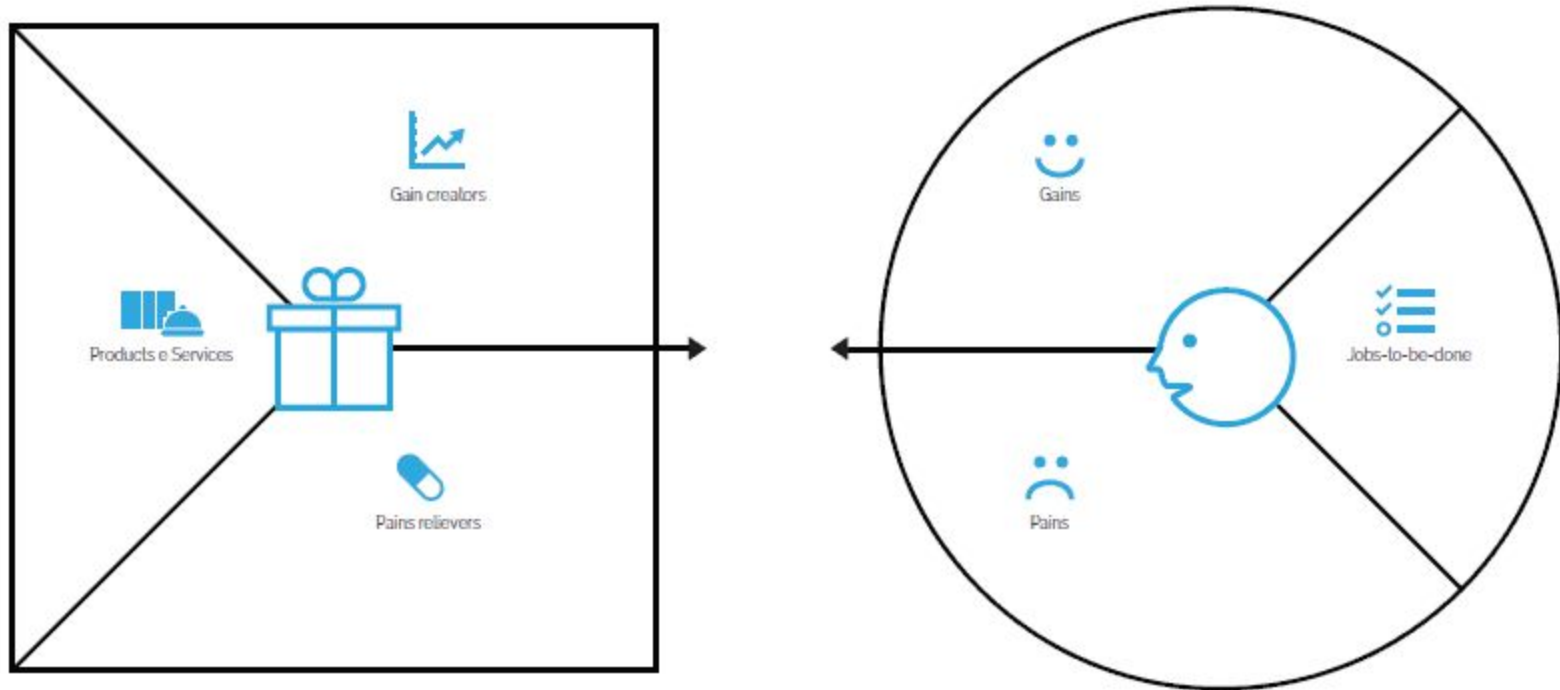 Gain creators
Products e Services
Pains relievers
Gains
Jobs-to-be-done
Pains